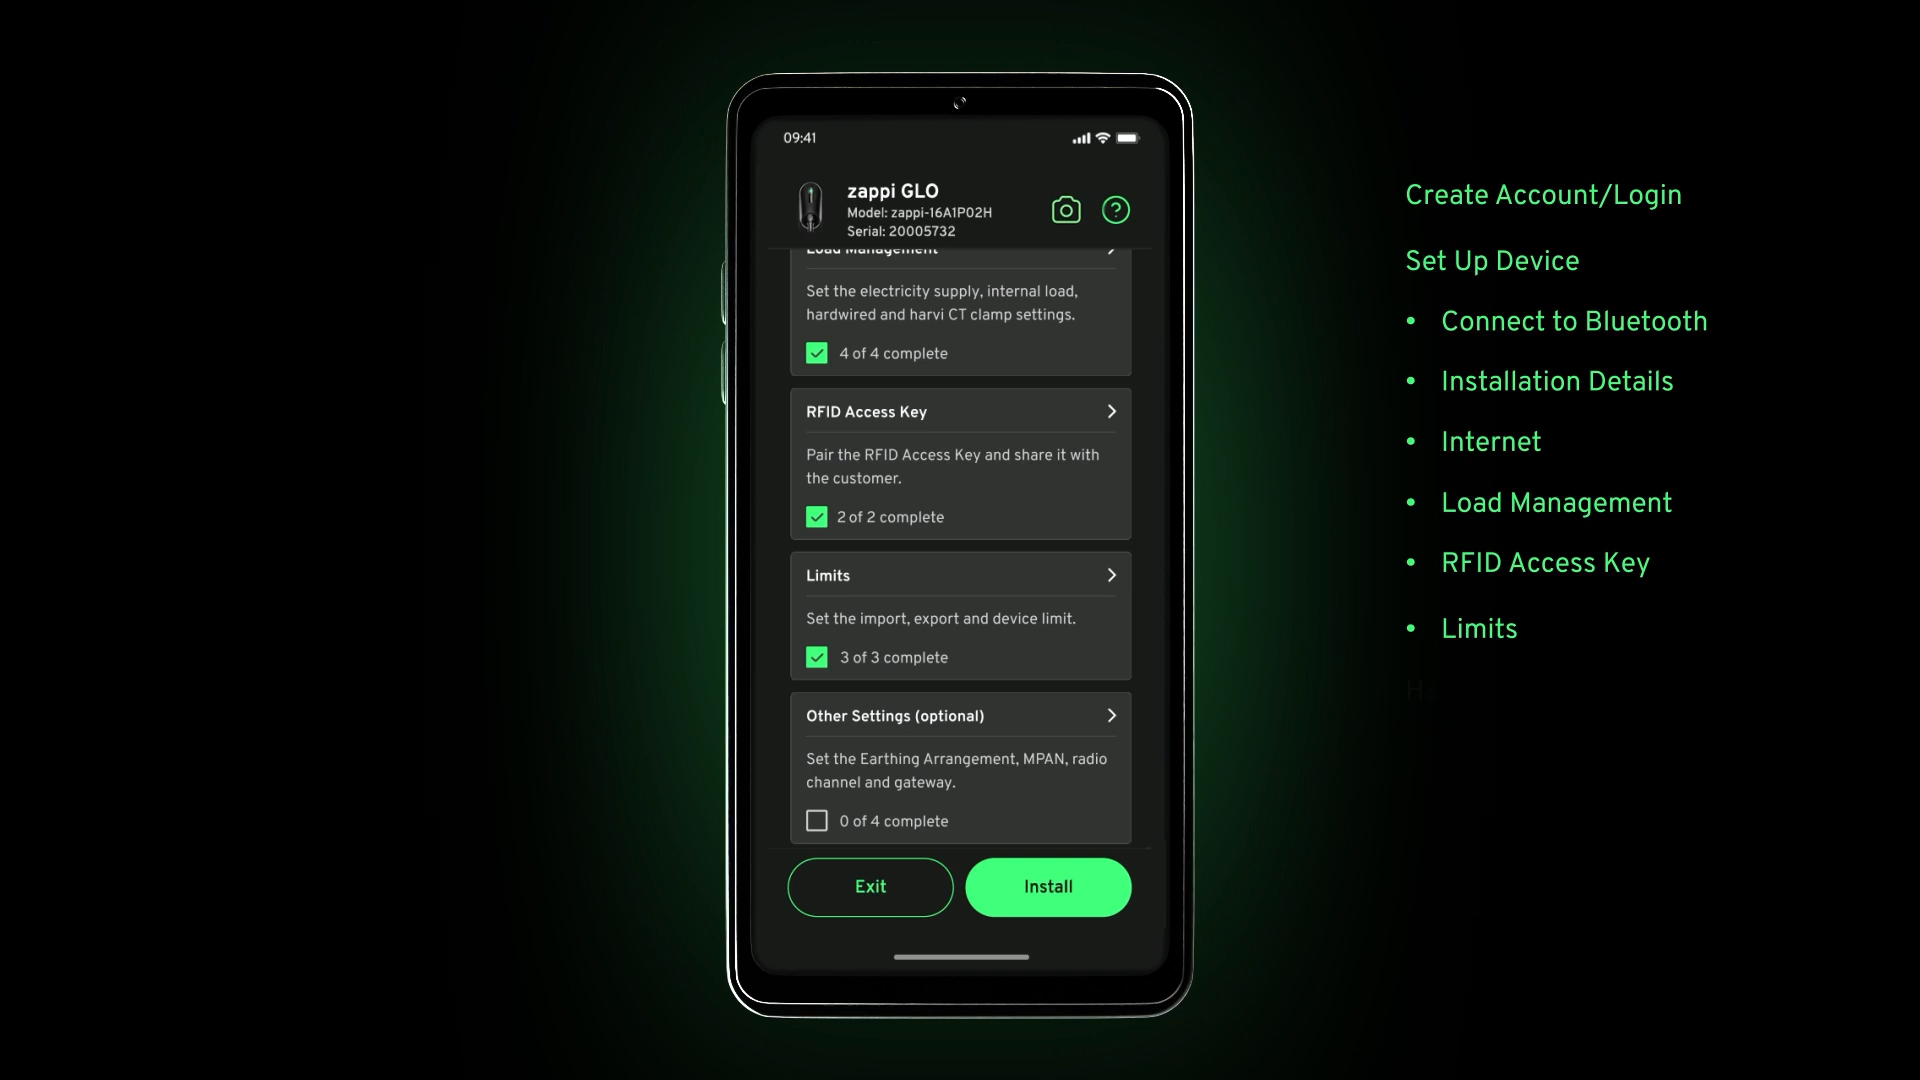 09:41
zappi GLO
Model: zappi-16A1P02H
Serial: 20005732
Load Management
Set the electricity supply, internal load,
hardwired and harvi CT clamp settings.
4 of 4 complete
RFID Access Key
Pair the RFID Access Key and share it with
the customer.
2 of 2 complete
Limits
Set the import, export and device limit.
3 of 3 complete
Other Settings (optional)
Set the Earthing Arrangement, MPAN, radio
channel and gateway.
0 of 4 complete
Exit
Install
Create Account/Login
Set Up Device
• Connect to Bluetooth
• Installation Details
• Internet
• Load Management
• RFID Access Key
• Limits